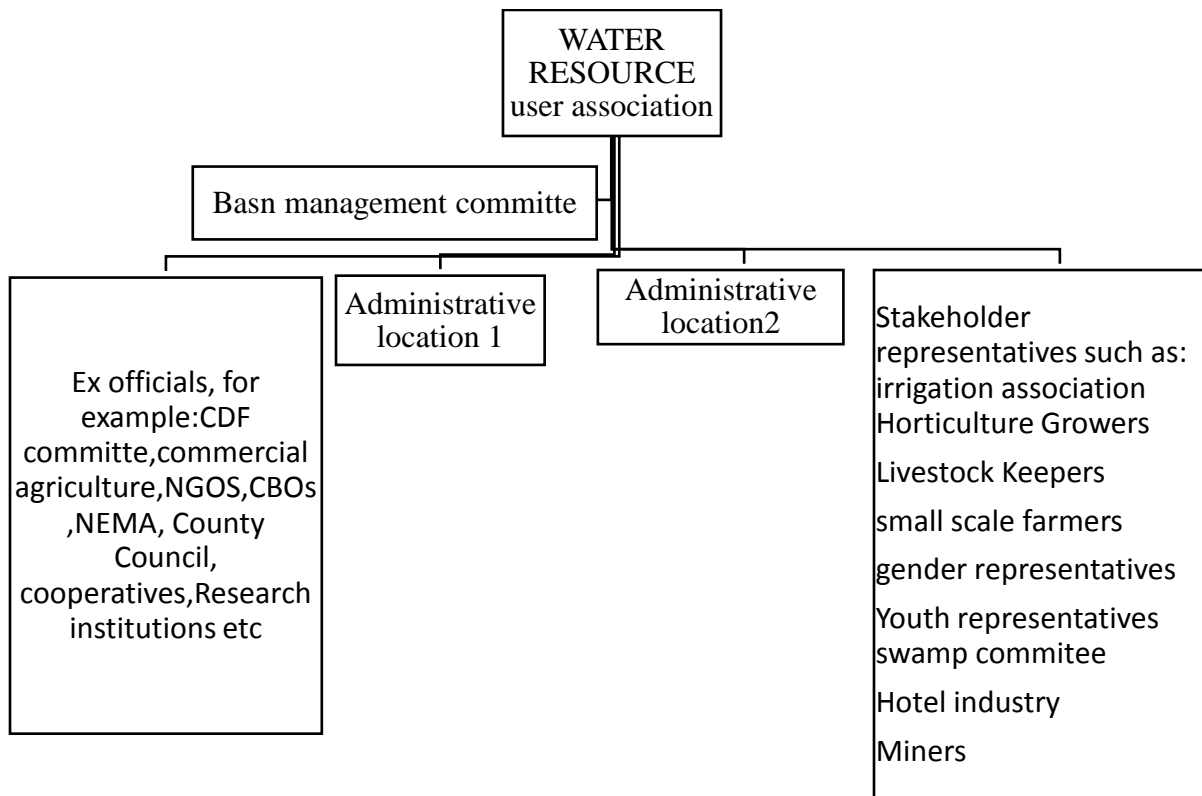 WATER
RESOURCE
user association
Basn management committe
Ex officials, for
example:CDF
committe,commercial
agriculture,NGOS,CBOs
,NEMA, County
Council,
cooperatives,Research
institutions etc
Administrative
location 1
Administrative
location2
Stakeholder
representatives such as:
irrigation association
Horticulture Growers
Livestock Keepers
small scale farmers
gender representatives
Youth representatives
swamp commitee
Hotel industry
Miners